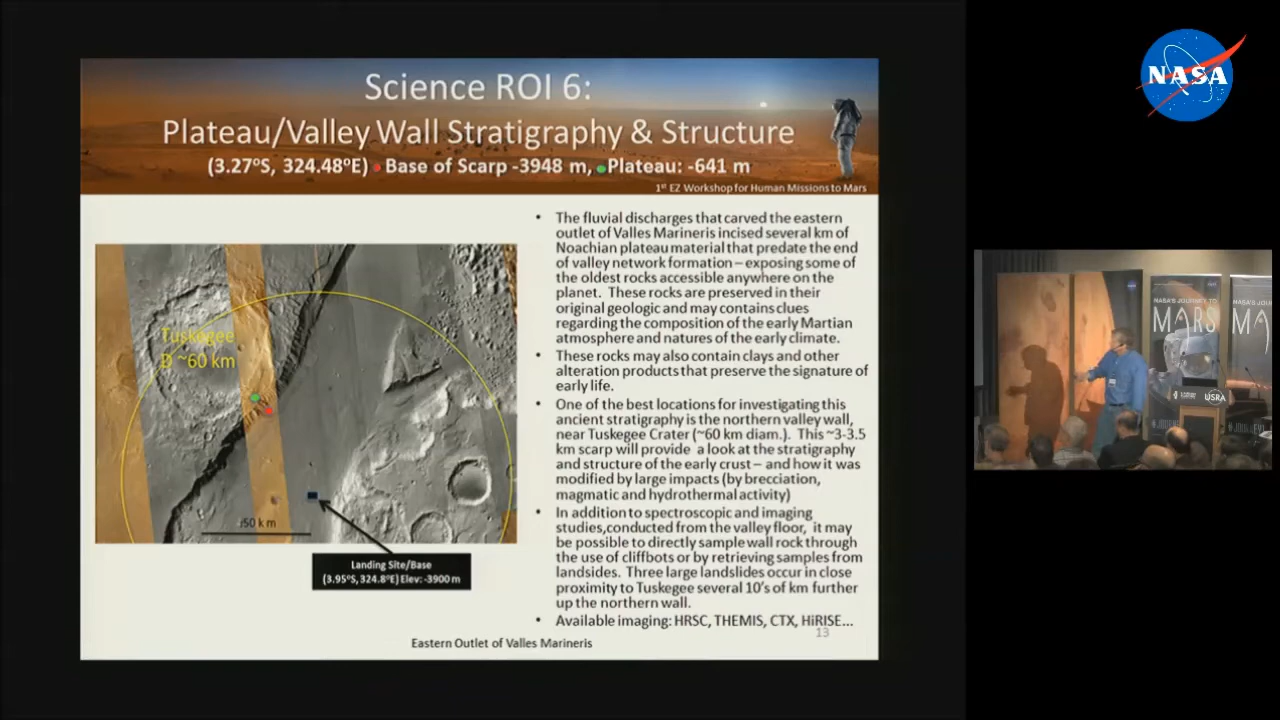 Science ROI 6:
Plateau/Valley Wall Stratigraphy & Structure
(3.27ºS, 324.48ºE) Base of Scarp -3948 m, Plateau: -641 m
1st EZ Workshop for Human Missions to Mars
Tuskegee
D ~60 km
50 km
Landing Site/Base
(3.95ºS, 324.8ºE) Elev: -3900 m
• The fluvial discharges that carved the eastern
outlet of Valles Marineris incised several km of
Noachian plateau material that predate the end
of valley network formation – exposing some of
the oldest rocks accessible anywhere on the
planet. These rocks are preserved in their
original geologic and may contains clues
regarding the composition of the early Martian
atmosphere and natures of the early climate.
• These rocks may also contain clays and other
alteration products that preserve the signature of
early life.
• One of the best locations for investigating this
ancient stratigraphy is the northern valley wall,
near Tuskegee Crater (~60 km diam.). This ~3-3.5
km scarp will provide a look at the stratigraphy
and structure of the early crust – and how it was
modified by large impacts (by brecciation,
magmatic and hydrothermal activity)
• In addition to spectroscopic and imaging
studies,conducted from the valley floor, it may
be possible to directly sample wall rock through
the use of cliffbots or by retrieving samples from
landsides. Three large landslides occur in close
proximity to Tuskegee several 10's of km further
up the northern wall.
• Available imaging: HRSC, THEMIS, CTX, HiRISE...
13
Eastern Outlet of Valles Marineris
NASA
NASA'S JOURNEY TO
MARS
NASA'S JOU
MA
USRA